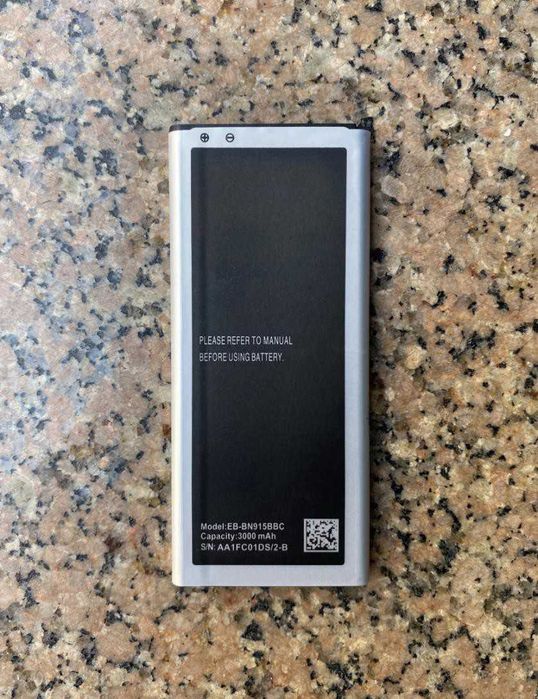 ⊕ ⊖
PLEASE REFER TO MANUAL
BEFORE USING BATTERY.
Model:EB-BN915BBC
Capacity:3000 mAh
S/N: AA1FC01DS/2-B